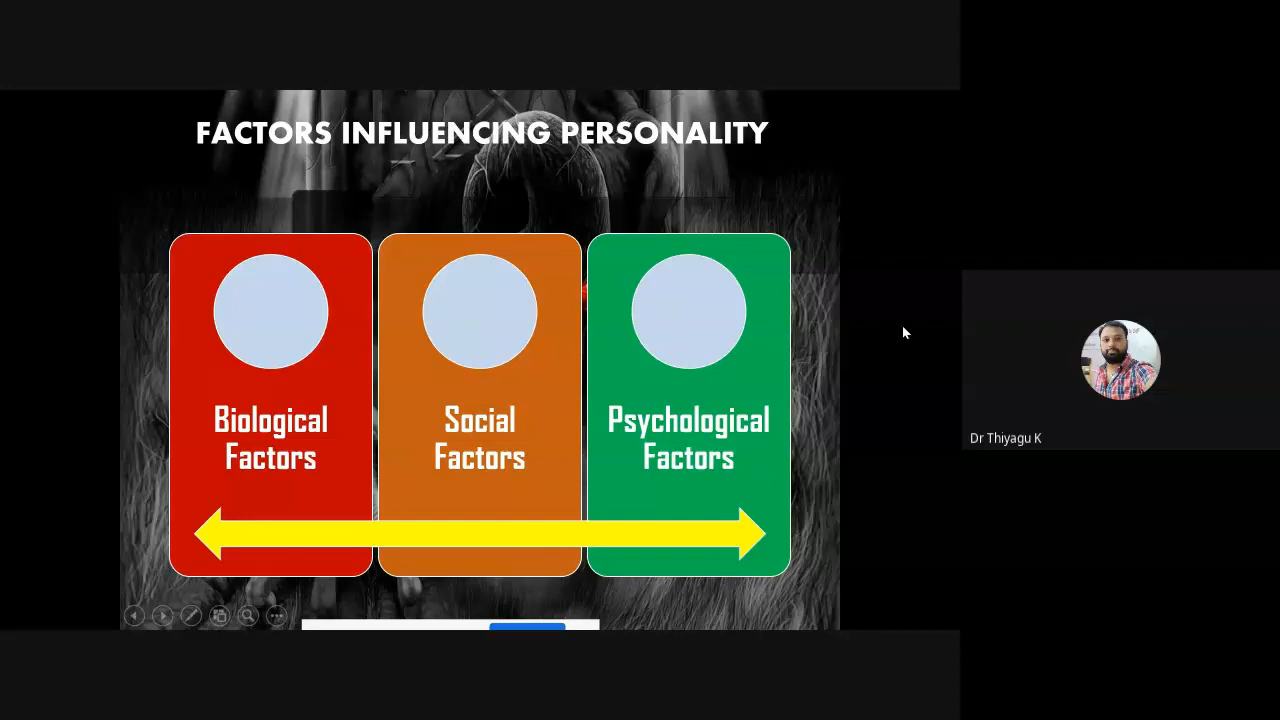 FACTORS INFLUENCING PERSONALITY
Biological
Factors
Social
Factors
Psychological
Factors
Dr Thiyagu K